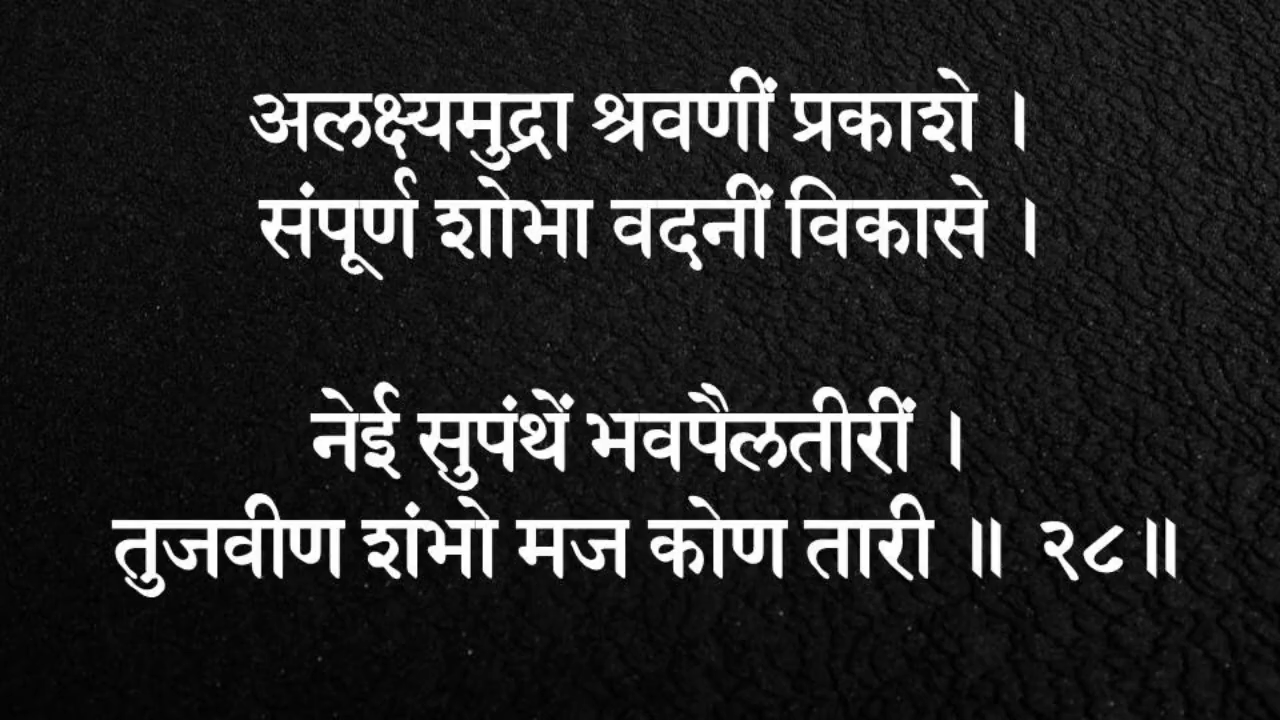 अलक्ष्यमुद्रा श्रवणीं प्रकाशे ।
संपूर्ण शोभा वदनीं विकासे ।
नेई सुपंथें भवपैलतीरीं ।
तुजवीण शंभो मज कोण तारी ॥ २८॥